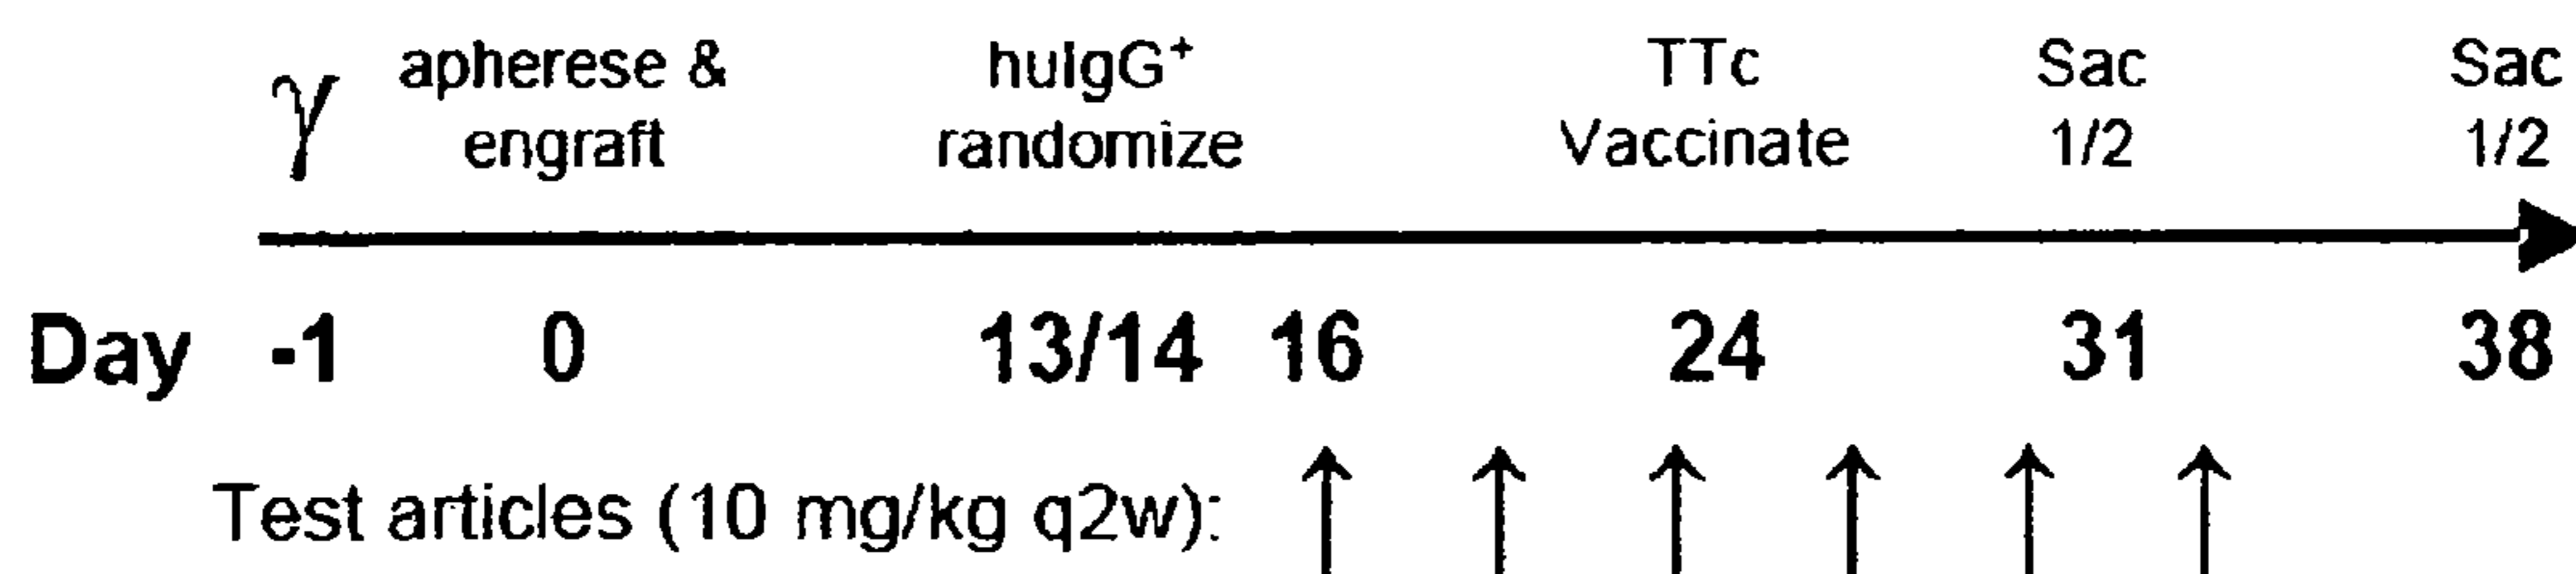 γ apherese & huIgG⁺ TTc Sac Sac
engraft randomize Vaccinate 1/2 1/2
Day -1 0 13/14 16 24 31 38
Test articles (10 mg/kg q2w):